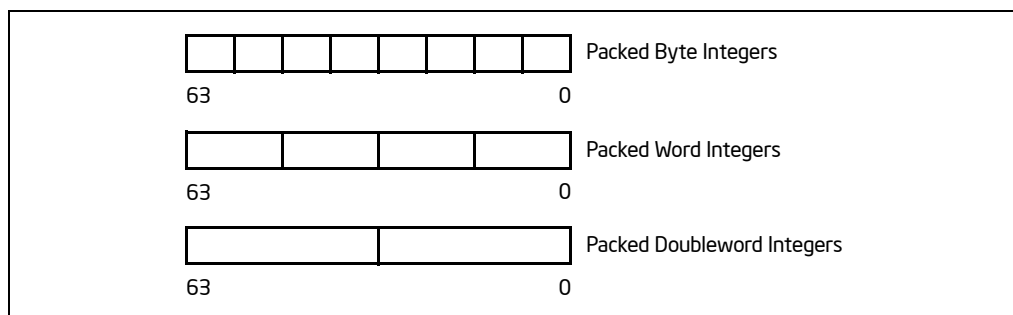 Packed Byte Integers
63 0
Packed Word Integers
63 0
Packed Doubleword Integers
63 0